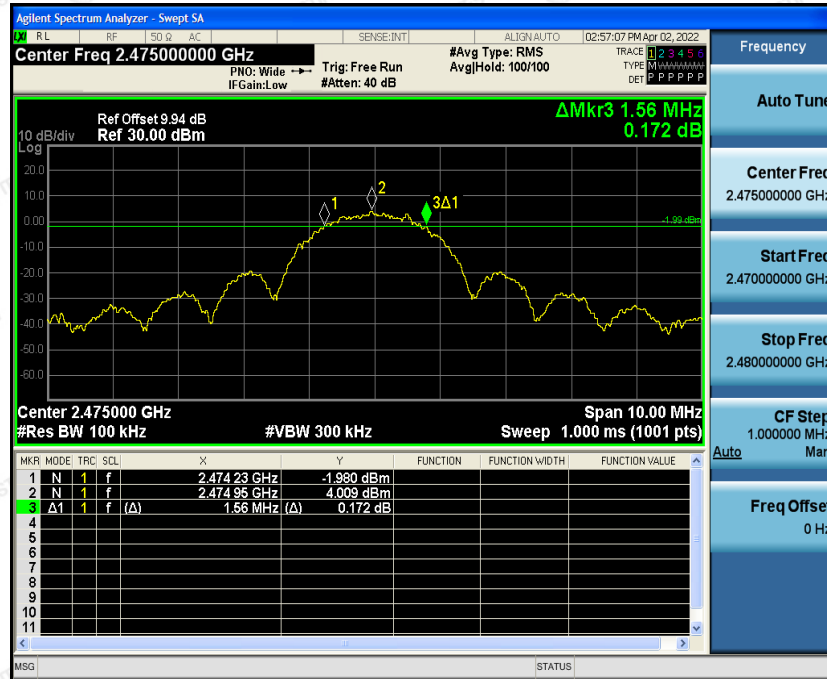 Agilent Spectrum Analyzer - Swept SA
LXI RL RF 50 Ω AC SENSE:INT ALIGN AUTO 02:57:07 PM Apr 02, 2022
Center Freq 2.475000000 GHz
PNO: Wide
IFGain:Low
Trig: Free Run
#Atten: 40 dB
#Avg Type: RMS
Avg|Hold: 100/100
TRACE 1 2 3 4 5 6
TYPE M WWWWW
DET P P P P P P
ΔMkr3 1.56 MHz
0.172 dB
Ref Offset 9.94 dB
10 dB/div Ref 30.00 dBm
Log
20.0
10.0
0.00
-10.0
-20.0
-30.0
-40.0
-50.0
-60.0
1
2
3Δ1
-1.99 dBm
Center 2.475000 GHz Span 10.00 MHz
#Res BW 100 kHz #VBW 300 kHz Sweep 1.000 ms (1001 pts)
MKR MODE TRC SCL X Y FUNCTION FUNCTION WIDTH FUNCTION VALUE
1 N 1 f 2.474 23 GHz -1.980 dBm
2 N 1 f 2.474 95 GHz 4.009 dBm
3 Δ1 1 f (Δ) 1.56 MHz (Δ) 0.172 dB
4
5
6
7
8
9
10
11
MSG STATUS
Frequency
Auto Tune
Center Freq
2.475000000 GHz
Start Freq
2.470000000 GHz
Stop Freq
2.480000000 GHz
CF Step
1.000000 MHz
Auto Man
Freq Offset
0 Hz